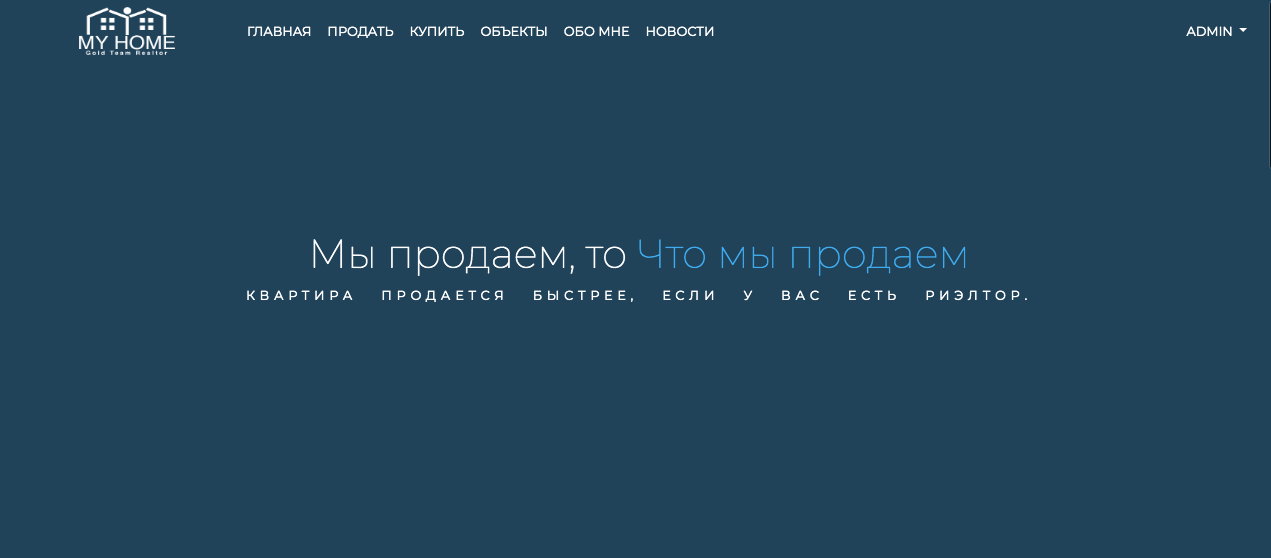 MY HOME
Gold Team Realtor
ГЛАВНАЯ ПРОДАТЬ КУПИТЬ ОБЪЕКТЫ ОБО МНЕ НОВОСТИ ADMIN
Мы продаем, то Что мы продаем
КВАРТИРА ПРОДАЕТСЯ БЫСТРЕЕ, ЕСЛИ У ВАС ЕСТЬ РИЭЛТОР.